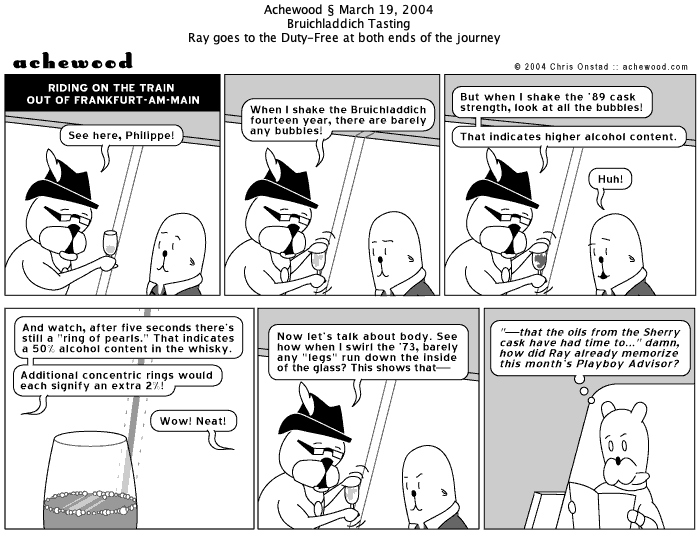 Achewood § March 19, 2004
Bruichladdich Tasting
Ray goes to the Duty-Free at both ends of the journey
achewood
© 2004 Chris Onstad :: achewood.com
RIDING ON THE TRAIN
OUT OF FRANKFURT-AM-MAIN
See here, Philippe!
When I shake the Bruichladdich
fourteen year, there are barely
any bubbles!
But when I shake the '89 cask
strength, look at all the bubbles!
That indicates higher alcohol content.
Huh!
And watch, after five seconds there's
still a "ring of pearls." That indicates
a 50% alcohol content in the whisky.
Additional concentric rings would
each signify an extra 2%!
Wow! Neat!
Now let's talk about body. See
how when I swirl the '73, barely
any "legs" run down the inside
of the glass? This shows that—
"—that the oils from the Sherry
cask have had time to..." damn,
how did Ray already memorize
this month's Playboy Advisor?